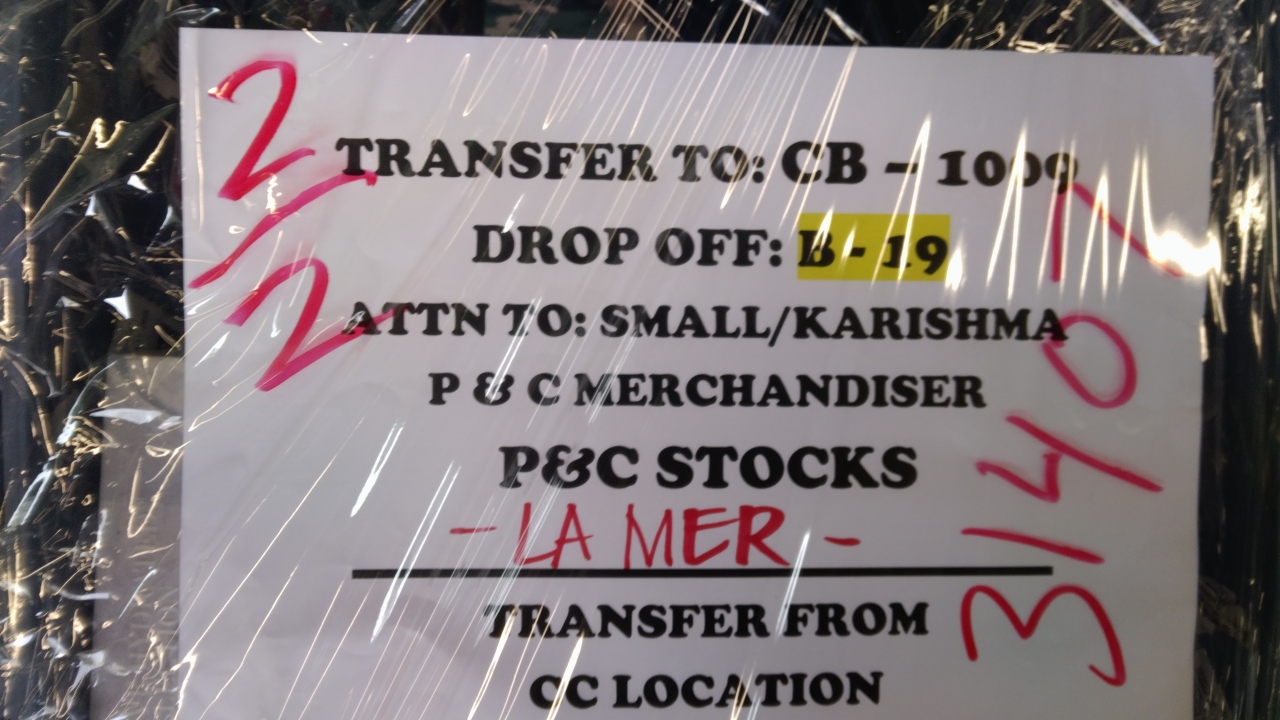 2/2
TRANSFER TO: CB - 1009
DROP OFF: B - 19
ATTN TO: SMALL/KARISHMA
P & C MERCHANDISER
P&C STOCKS
- LA MER -
TRANSFER FROM
CC LOCATION
31407